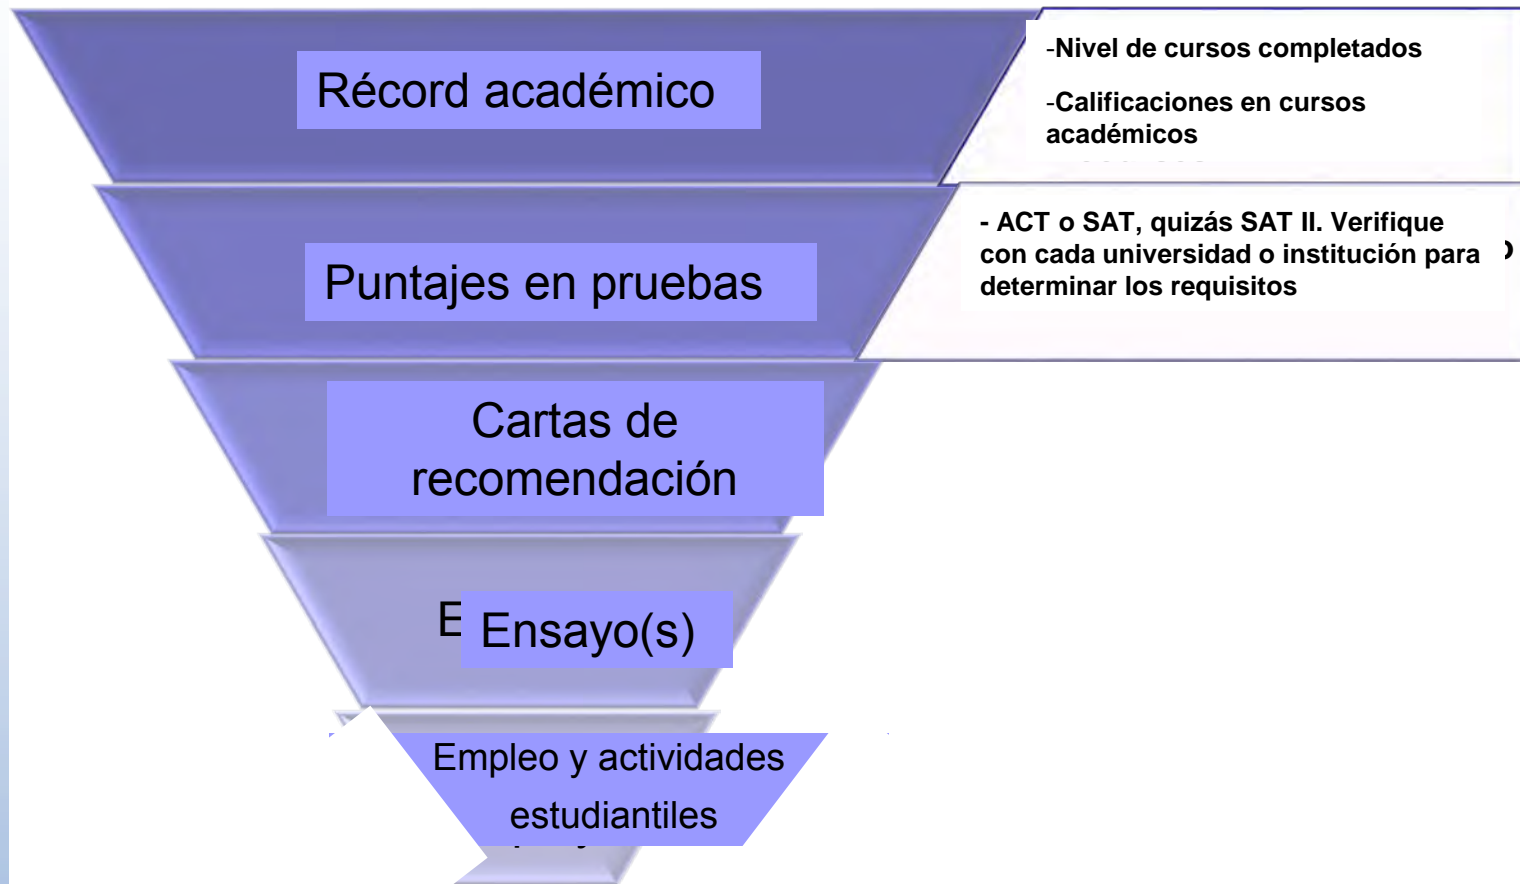 Récord académico
-Nivel de cursos completados
-Calificaciones en cursos
académicos
Puntajes en pruebas
- ACT o SAT, quizás SAT II. Verifique
con cada universidad o institución para
determinar los requisitos
Cartas de
recomendación
E
Ensayo(s)
Empleo y actividades
estudiantiles